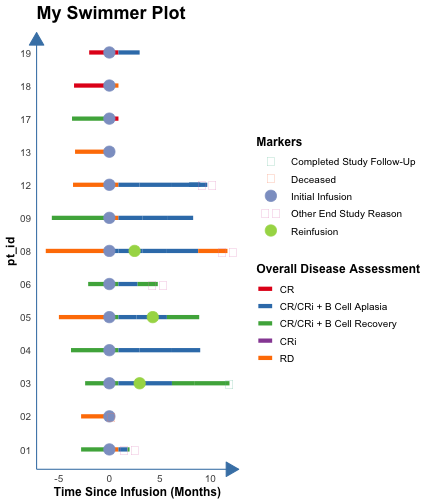 My Swimmer Plot
19
18
17
13
12
09
08
06
05
04
03
02
01
pt_id
-5 0 5 10
Time Since Infusion (Months)
Markers
Completed Study Follow-Up
Deceased
Initial Infusion
Other End Study Reason
Reinfusion
Overall Disease Assessment
CR
CR/CRi + B Cell Aplasia
CR/CRi + B Cell Recovery
CRi
RD